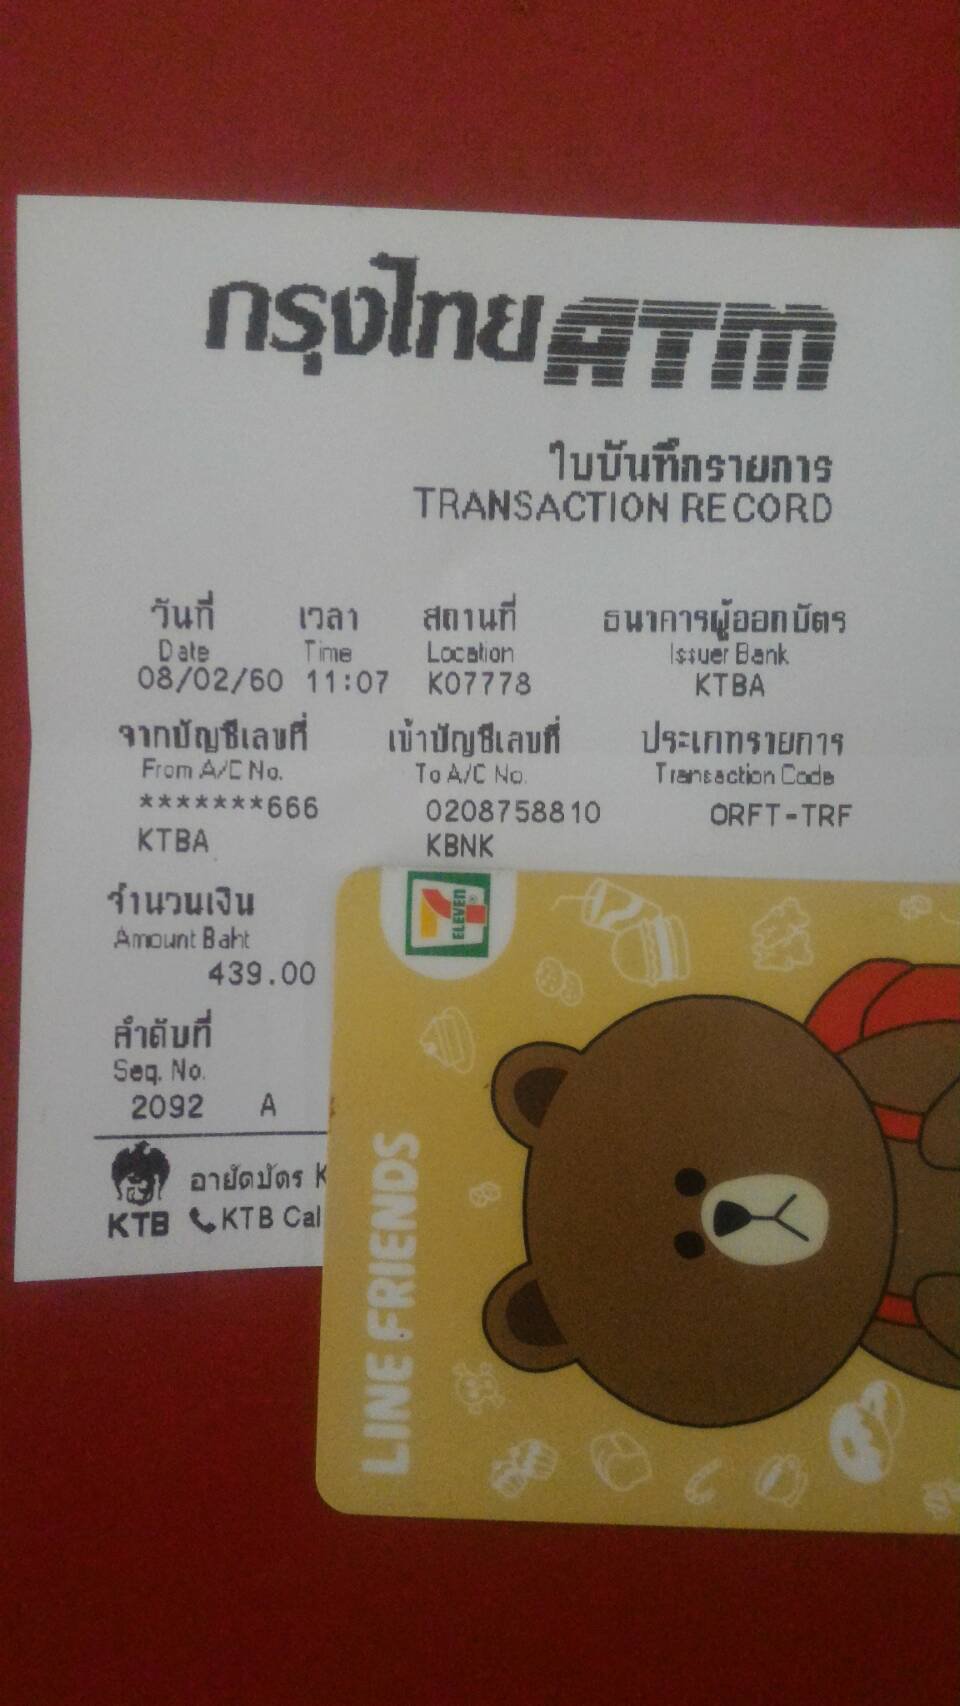 กรุงไทย ATM
ใบบันทึกรายการ
TRANSACTION RECORD
วันที่ เวลา สถานที่ ธนาคารผู้ออกบัตร
Date Time Location Issuer Bank
08/02/60 11:07 K07778 KTBA
จากบัญชีเลขที่ เข้าบัญชีเลขที่ ประเภทรายการ
From A/C No. To A/C No. Transaction Code
*******666 0208758810 ORFT-TRF
KTBA KBNK
จำนวนเงิน
Amount Baht
439.00
ลำดับที่
Seq. No.
2092 A
อายัดบัตร K
KTB KTB Cal
7 ELEVEN
LINE FRIENDS